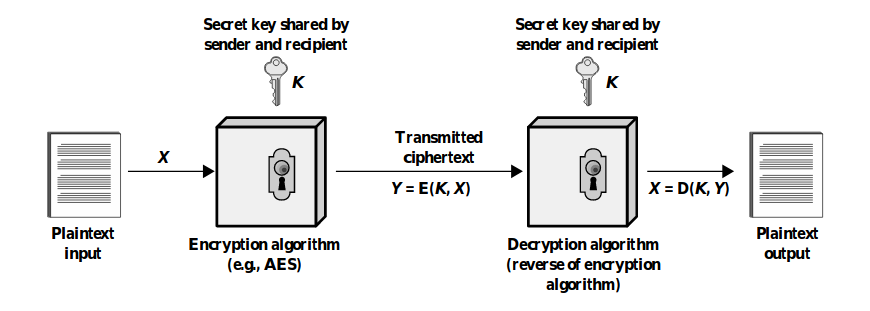 Secret key shared by
sender and recipient
K
Secret key shared by
sender and recipient
K
X
Transmitted
ciphertext
Y = E(K, X)
X = D(K, Y)
Plaintext
input
Encryption algorithm
(e.g., AES)
Decryption algorithm
(reverse of encryption
algorithm)
Plaintext
output